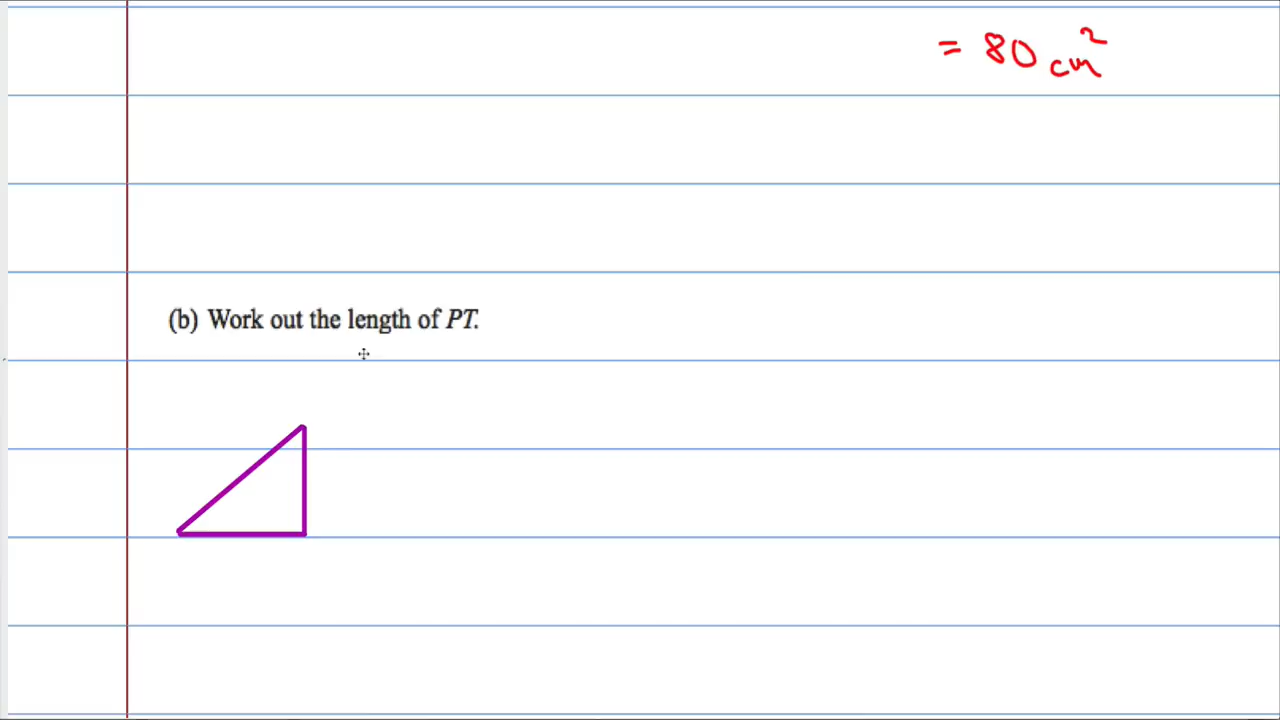 = 80 cm²
(b) Work out the length of PT.